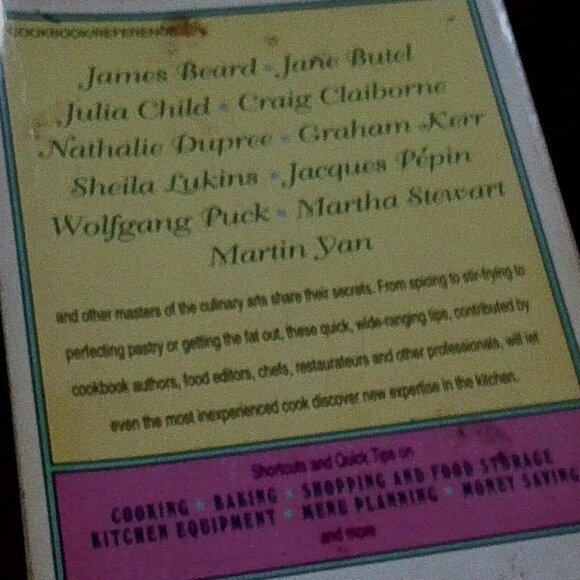 COOKBOOK/REFERENCE
James Beard • Jane Butel
Julia Child • Craig Claiborne
Nathalie Dupree • Graham Kerr
Sheila Lukins • Jacques Pépin
Wolfgang Puck • Martha Stewart
Martin Yan
and other masters of the culinary arts share their secrets. From spicing to stir-frying to
perfecting pastry or getting the fat out, these quick, wide-ranging tips, contributed by
cookbook authors, food editors, chefs, restaurateurs and other professionals, will let
even the most inexperienced cook discover new expertise in the kitchen.
Shortcuts and Quick Tips on
COOKING • BAKING • SHOPPING AND FOOD STORAGE
KITCHEN EQUIPMENT • MENU PLANNING • MONEY SAVING
and more